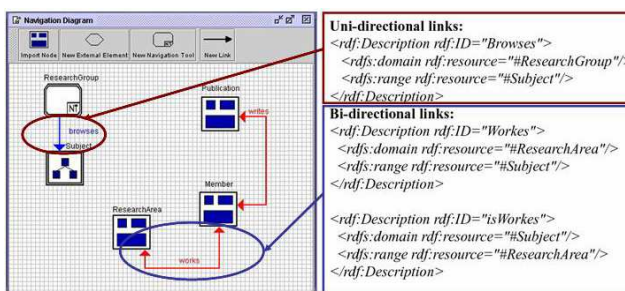 Navigation Diagram
Import Node
New External Element
New Navigation Tool
New Link
ResearchGroup
NT
browses
Subject
Publication
writes
Member
ResearchArea
works
Uni-directional links:
<rdf:Description rdf:ID="Browses">
<rdfs:domain rdf:resource="#ResearchGroup"/>
<rdfs:range rdf:resource="#Subject"/>
</rdf:Description>
Bi-directional links:
<rdf:Description rdf:ID="Workes">
<rdfs:domain rdf:resource="#ResearchArea"/>
<rdfs:range rdf:resource="#Subject"/>
</rdf:Description>
<rdf:Description rdf:ID="isWorkes">
<rdfs:domain rdf:resource="#Subject"/>
<rdfs:range rdf:resource="#ResearchArea"/>
</rdf:Description>